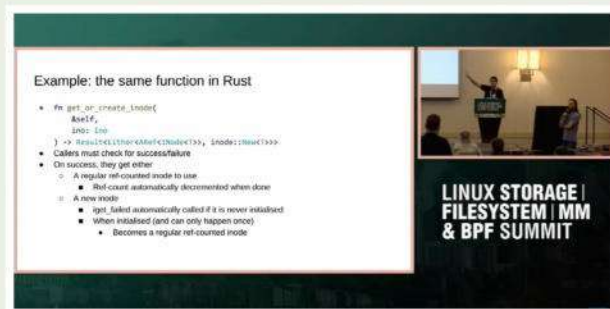 Example: the same function in Rust
● fn get_or_create_inode(
&self,
ino: Ino
) -> Result<Either<ARef<INode<T>>, inode::New<T>>>
● Callers must check for success/failure
● On success, they get either
○ A regular ref-counted inode to use
■ Ref-count automatically decremented when done
○ A new inode
■ iget_failed automatically called if it is never initialised
■ When initialised (and can only happen once)
● Becomes a regular ref-counted inode
LINUX STORAGE |
FILESYSTEM | MM
& BPF SUMMIT